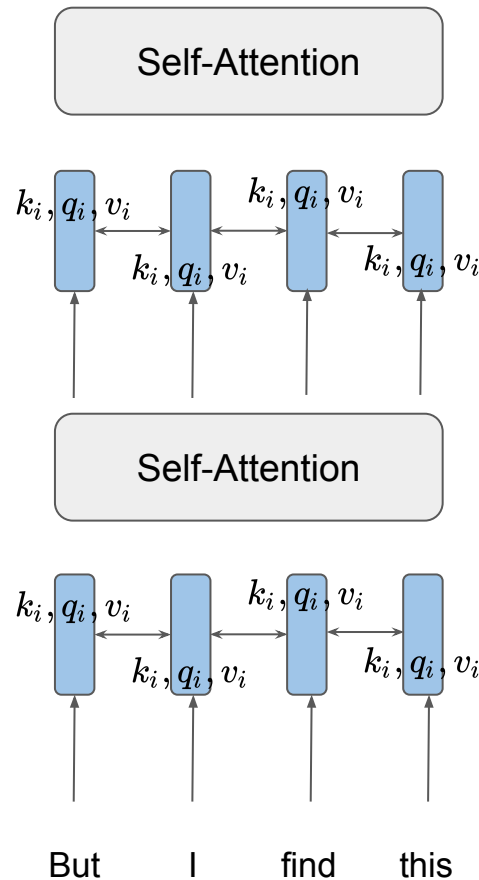 Self-Attention
k_i, q_i, v_i k_i, q_i, v_i
k_i, q_i, v_i k_i, q_i, v_i
Self-Attention
k_i, q_i, v_i k_i, q_i, v_i
k_i, q_i, v_i k_i, q_i, v_i
But I find this